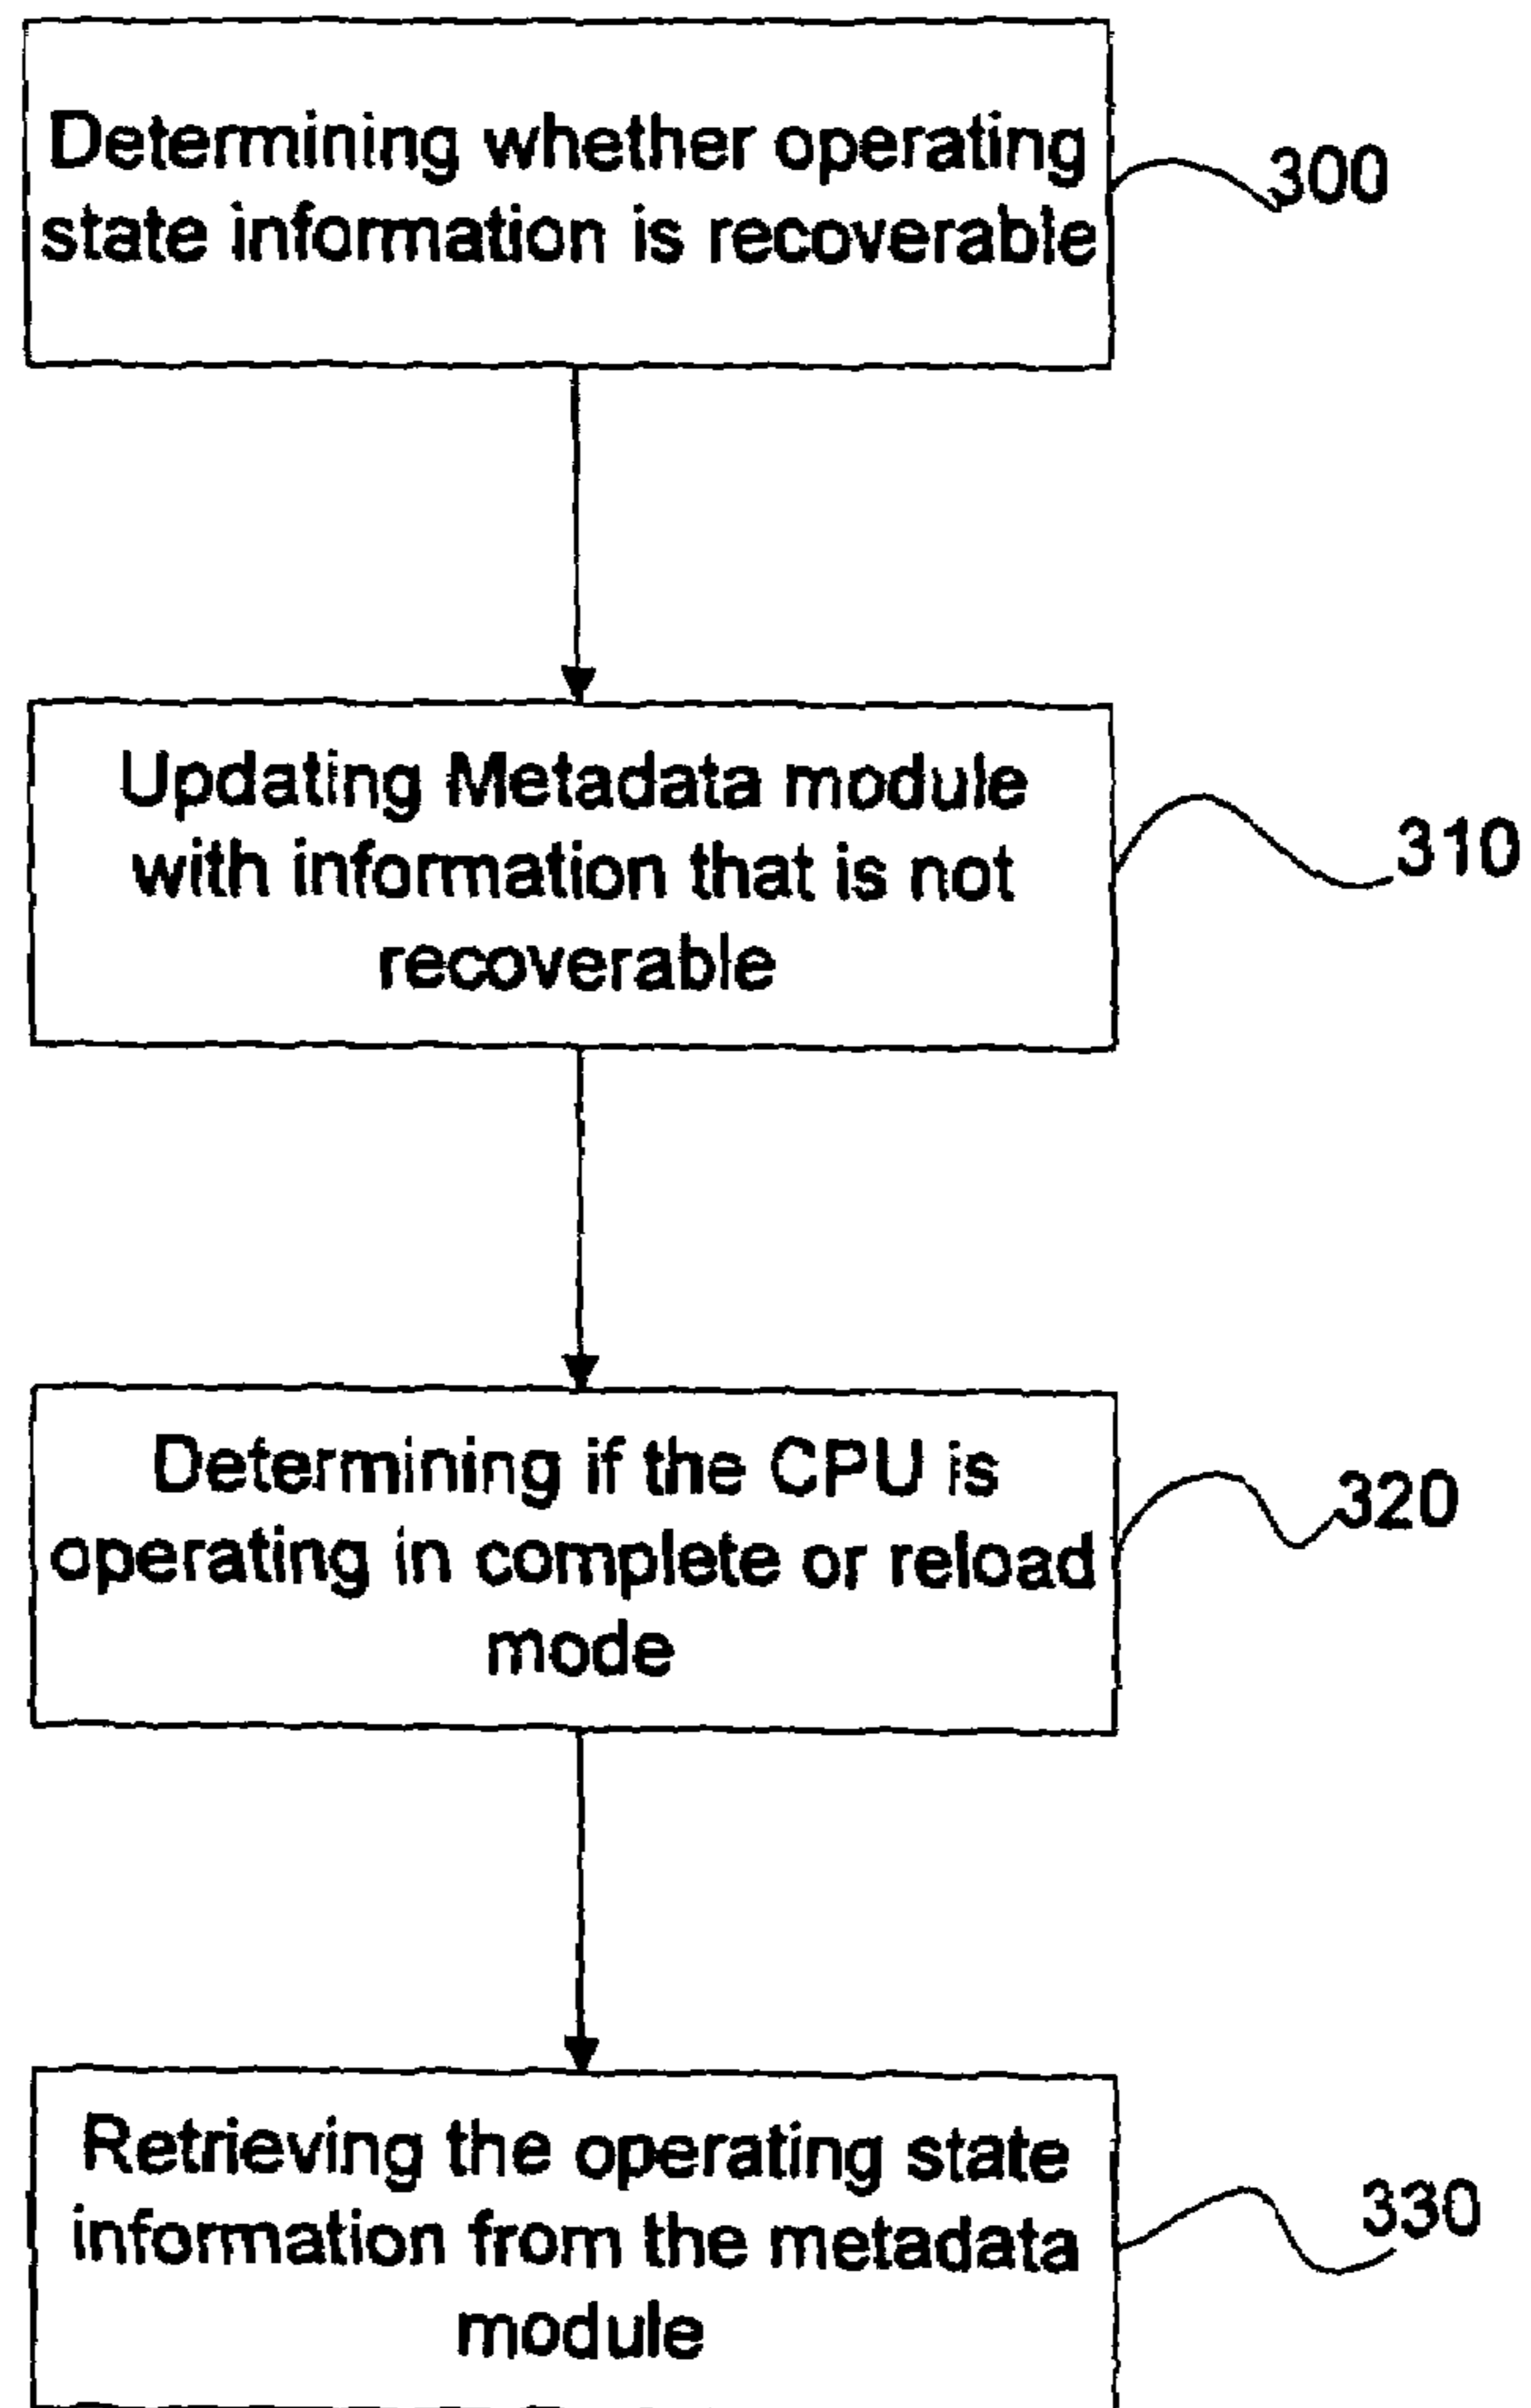 Determining whether operating
state information is recoverable
300
Updating Metadata module
with information that is not
recoverable
310
Determining if the CPU is
operating in complete or reload
mode
320
Retrieving the operating state
information from the metadata
module
330